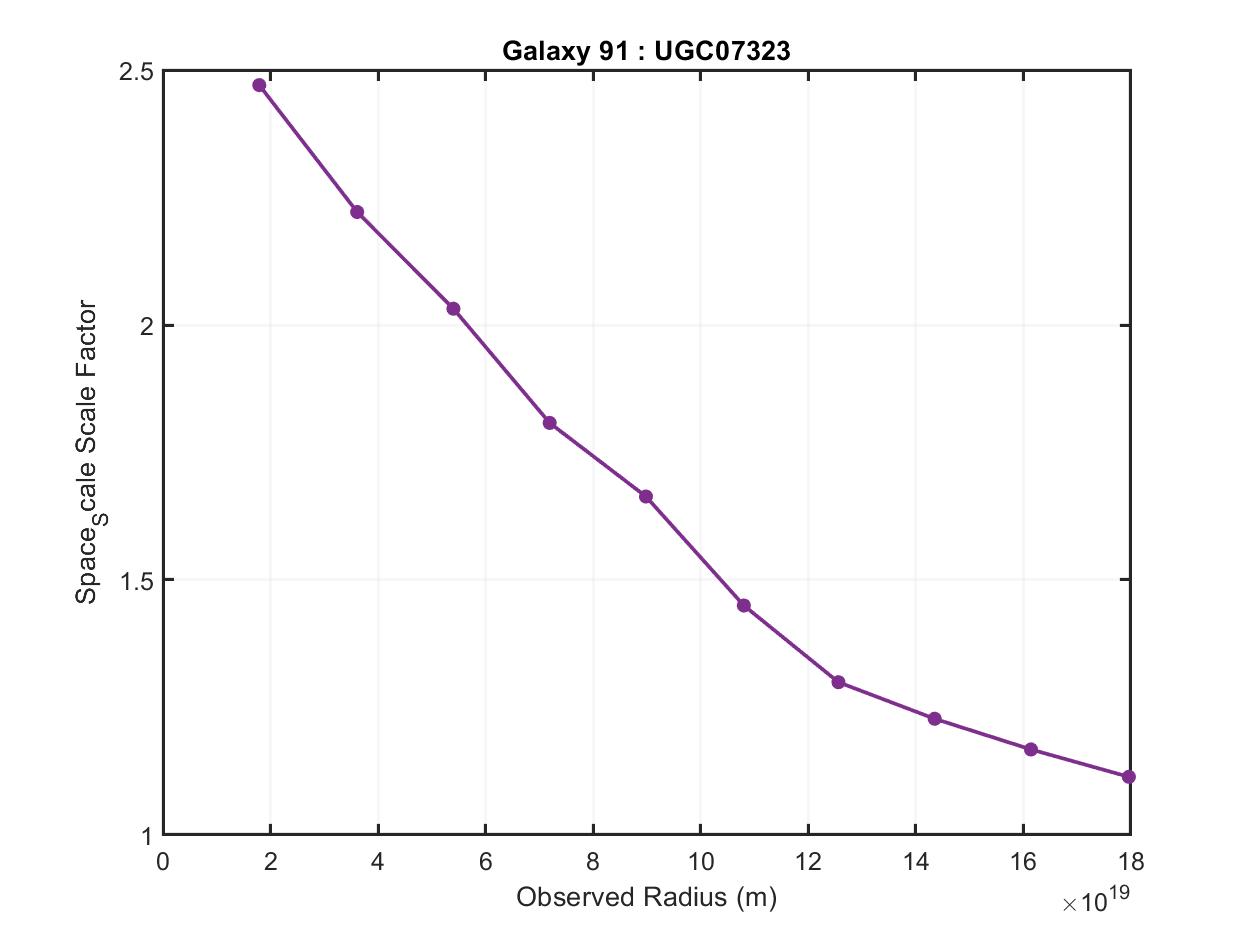 Galaxy 91 : UGC07323
2.5
2
1.5
1
Space_Scale Scale Factor
0 2 4 6 8 10 12 14 16 18
Observed Radius (m)
×10^19